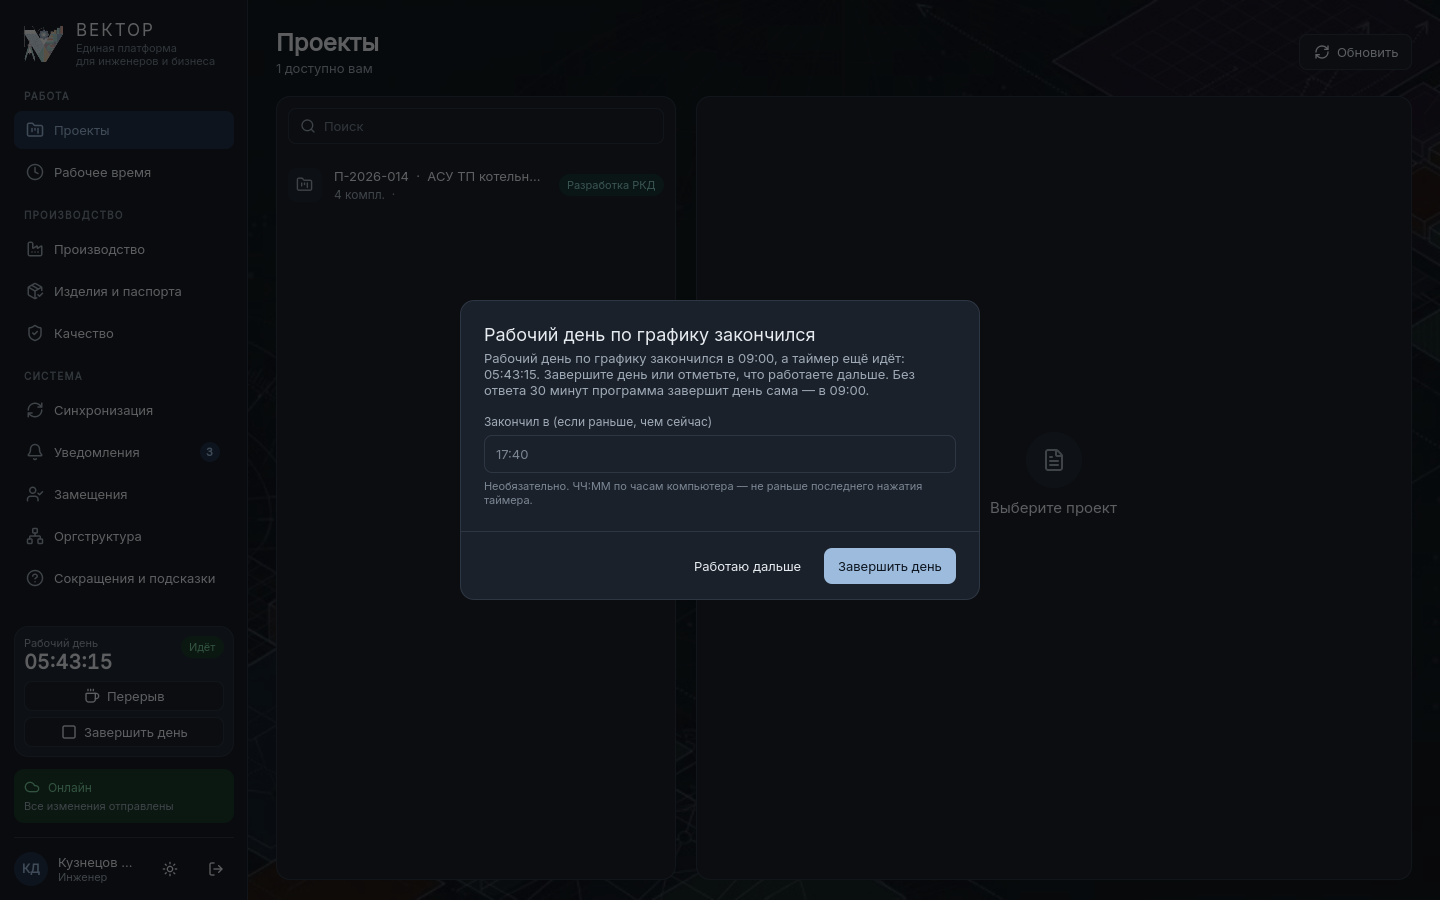 ВЕКТОР
Единая платформа
для инженеров и бизнеса
РАБОТА
Проекты
Рабочее время
ПРОИЗВОДСТВО
Производство
Изделия и паспорта
Качество
СИСТЕМА
Синхронизация
Уведомления 3
Замещения
Оргструктура
Сокращения и подсказки
Рабочий день Идёт
05:43:15
Перерыв
Завершить день
Онлайн
Все изменения отправлены
КД Кузнецов ...
Инженер
Проекты
1 доступно вам
Обновить
Поиск
П-2026-014 · АСУ ТП котельн...
4 компл. ·
Разработка РКД
Выберите проект
Рабочий день по графику закончился
Рабочий день по графику закончился в 09:00, а таймер ещё идёт:
05:43:15. Завершите день или отметьте, что работаете дальше. Без
ответа 30 минут программа завершит день сама — в 09:00.
Закончил в (если раньше, чем сейчас)
17:40
Необязательно. ЧЧ:ММ по часам компьютера — не раньше последнего нажатия
таймера.
Работаю дальше
Завершить день